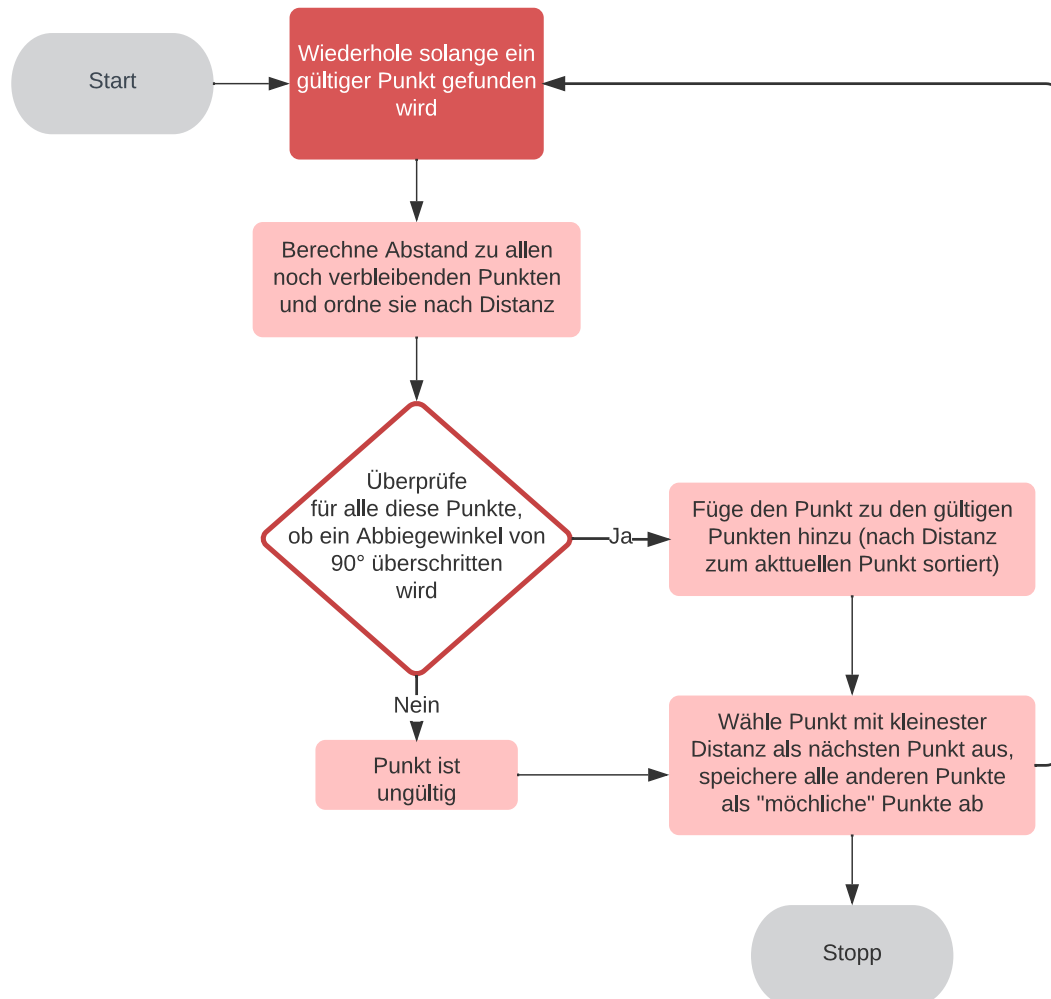 Start
Wiederhole solange ein
gültiger Punkt gefunden
wird
Berechne Abstand zu allen
noch verbleibenden Punkten
und ordne sie nach Distanz
Überprüfe
für alle diese Punkte,
ob ein Abbiegewinkel von
90° überschritten
wird
Ja
Füge den Punkt zu den gültigen
Punkten hinzu (nach Distanz
zum akttuellen Punkt sortiert)
Nein
Punkt ist
ungültig
Wähle Punkt mit kleinester
Distanz als nächsten Punkt aus,
speichere alle anderen Punkte
als "möchliche" Punkte ab
Stopp